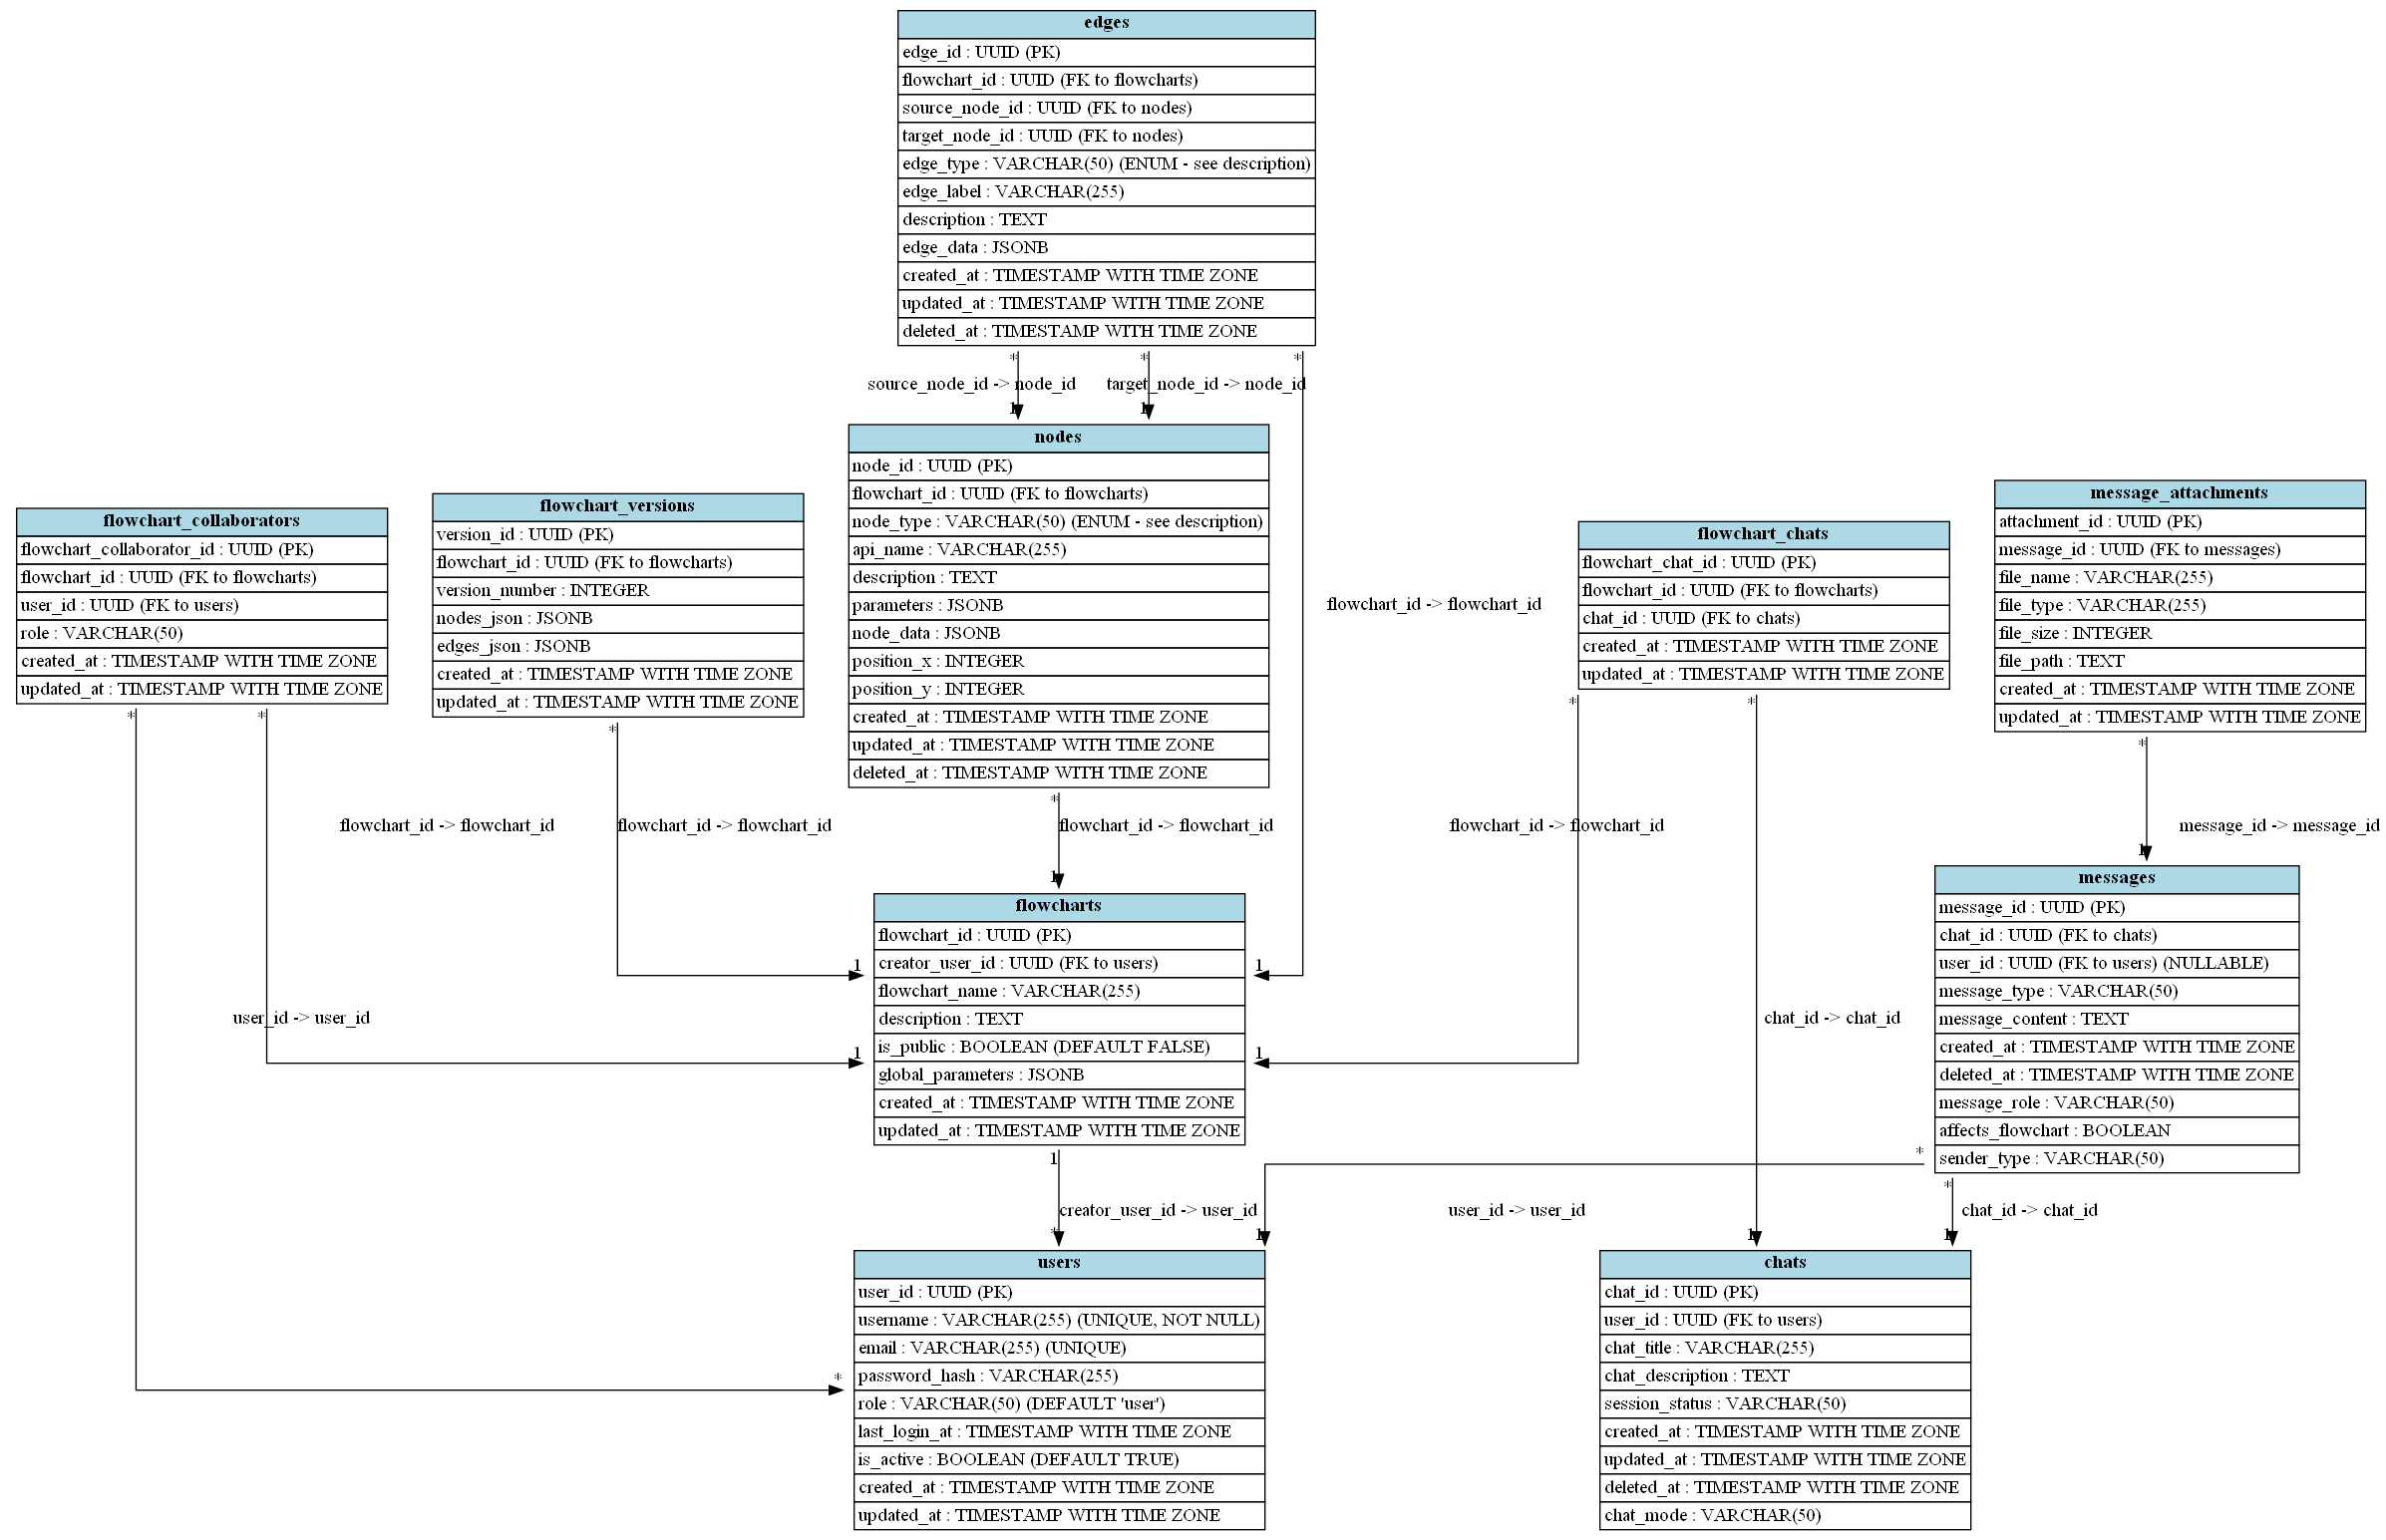 edges
edge_id : UUID (PK)
flowchart_id : UUID (FK to flowcharts)
source_node_id : UUID (FK to nodes)
target_node_id : UUID (FK to nodes)
edge_type : VARCHAR(50) (ENUM - see description)
edge_label : VARCHAR(255)
description : TEXT
edge_data : JSONB
created_at : TIMESTAMP WITH TIME ZONE
updated_at : TIMESTAMP WITH TIME ZONE
deleted_at : TIMESTAMP WITH TIME ZONE
* * *
source_node_id -> node_id
target_node_id -> node_id
1 1
nodes
node_id : UUID (PK)
flowchart_id : UUID (FK to flowcharts)
node_type : VARCHAR(50) (ENUM - see description)
api_name : VARCHAR(255)
description : TEXT
parameters : JSONB
node_data : JSONB
position_x : INTEGER
position_y : INTEGER
created_at : TIMESTAMP WITH TIME ZONE
updated_at : TIMESTAMP WITH TIME ZONE
deleted_at : TIMESTAMP WITH TIME ZONE
*
flowchart_collaborators
flowchart_collaborator_id : UUID (PK)
flowchart_id : UUID (FK to flowcharts)
user_id : UUID (FK to users)
role : VARCHAR(50)
created_at : TIMESTAMP WITH TIME ZONE
updated_at : TIMESTAMP WITH TIME ZONE
* *
flowchart_versions
version_id : UUID (PK)
flowchart_id : UUID (FK to flowcharts)
version_number : INTEGER
nodes_json : JSONB
edges_json : JSONB
created_at : TIMESTAMP WITH TIME ZONE
updated_at : TIMESTAMP WITH TIME ZONE
*
flowchart_id -> flowchart_id
flowchart_chats
flowchart_chat_id : UUID (PK)
flowchart_id : UUID (FK to flowcharts)
chat_id : UUID (FK to chats)
created_at : TIMESTAMP WITH TIME ZONE
updated_at : TIMESTAMP WITH TIME ZONE
* *
message_attachments
attachment_id : UUID (PK)
message_id : UUID (FK to messages)
file_name : VARCHAR(255)
file_type : VARCHAR(255)
file_size : INTEGER
file_path : TEXT
created_at : TIMESTAMP WITH TIME ZONE
updated_at : TIMESTAMP WITH TIME ZONE
*
flowchart_id -> flowchart_id
flowchart_id -> flowchart_id
flowchart_id -> flowchart_id
flowchart_id -> flowchart_id
message_id -> message_id
1
1
flowcharts
flowchart_id : UUID (PK)
creator_user_id : UUID (FK to users)
flowchart_name : VARCHAR(255)
description : TEXT
is_public : BOOLEAN (DEFAULT FALSE)
global_parameters : JSONB
created_at : TIMESTAMP WITH TIME ZONE
updated_at : TIMESTAMP WITH TIME ZONE
1 1
1 1
1
messages
message_id : UUID (PK)
chat_id : UUID (FK to chats)
user_id : UUID (FK to users) (NULLABLE)
message_type : VARCHAR(50)
message_content : TEXT
created_at : TIMESTAMP WITH TIME ZONE
deleted_at : TIMESTAMP WITH TIME ZONE
message_role : VARCHAR(50)
affects_flowchart : BOOLEAN
sender_type : VARCHAR(50)
* *
user_id -> user_id
chat_id -> chat_id
creator_user_id -> user_id
user_id -> user_id
chat_id -> chat_id
* 1 1 1
users
user_id : UUID (PK)
username : VARCHAR(255) (UNIQUE, NOT NULL)
email : VARCHAR(255) (UNIQUE)
password_hash : VARCHAR(255)
role : VARCHAR(50) (DEFAULT 'user')
last_login_at : TIMESTAMP WITH TIME ZONE
is_active : BOOLEAN (DEFAULT TRUE)
created_at : TIMESTAMP WITH TIME ZONE
updated_at : TIMESTAMP WITH TIME ZONE
*
chats
chat_id : UUID (PK)
user_id : UUID (FK to users)
chat_title : VARCHAR(255)
chat_description : TEXT
session_status : VARCHAR(50)
created_at : TIMESTAMP WITH TIME ZONE
updated_at : TIMESTAMP WITH TIME ZONE
deleted_at : TIMESTAMP WITH TIME ZONE
chat_mode : VARCHAR(50)